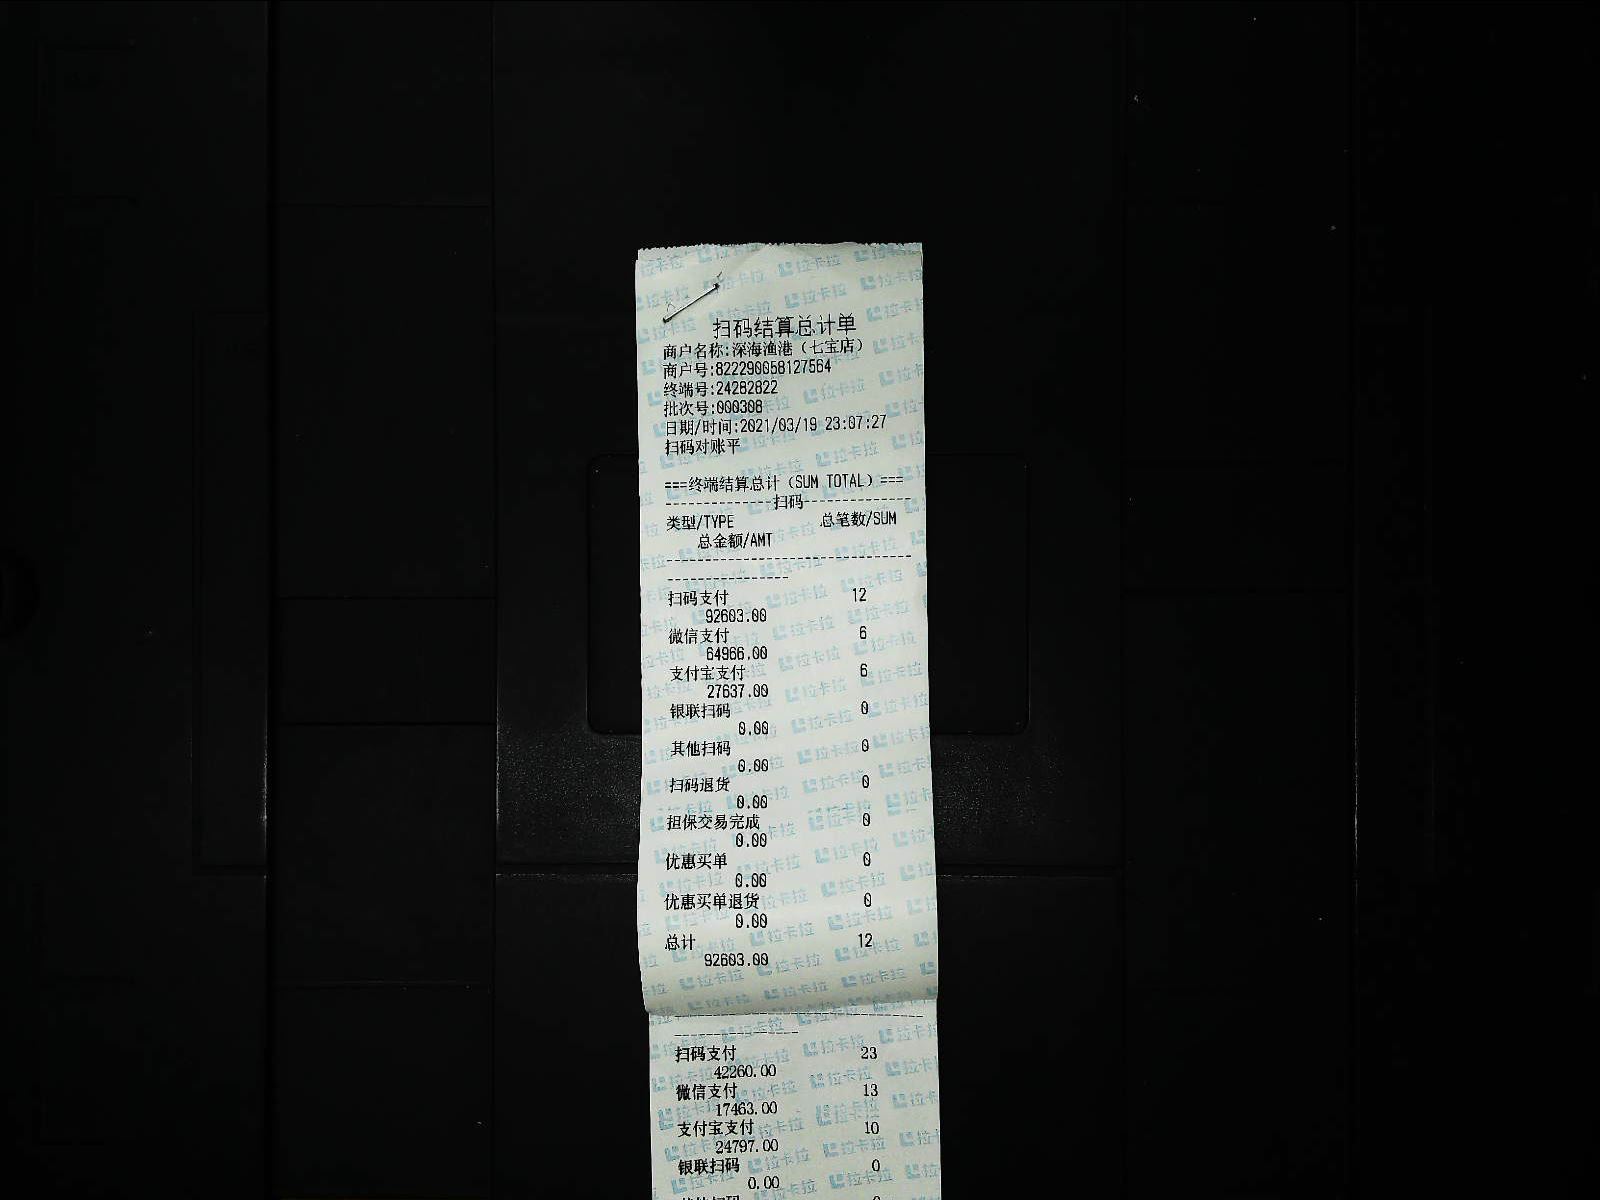 扫码结算总计单
商户名称:深海渔港（七宝店）
商户号:822290058127564
终端号:24282822
批次号:000308
日期/时间:2021/03/19 23:07:27
扫码对账平
===终端结算总计（SUM TOTAL）===
---------------扫码---------------
类型/TYPE 总笔数/SUM
总金额/AMT
扫码支付 12
92603.00
微信支付 6
64966.00
支付宝支付 6
27637.00
银联扫码 0
0.00
其他扫码 0
0.00
扫码退货 0
0.00
担保交易完成 0
0.00
优惠买单 0
0.00
优惠买单退货 0
0.00
总计 12
92603.00
扫码支付 23
42260.00
微信支付 13
17463.00
支付宝支付 10
24797.00
银联扫码 0
0.00